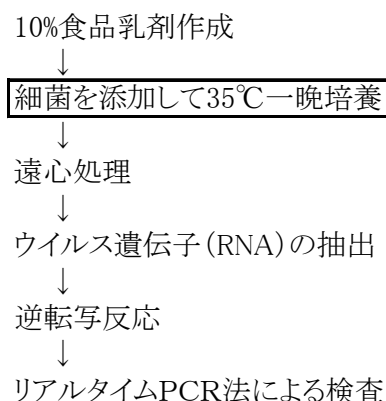 10%食品乳剤作成
↓
細菌を添加して35℃一晩培養
↓
遠心処理
↓
ウイルス遺伝子(RNA)の抽出
↓
逆転写反応
↓
リアルタイムPCR法による検査